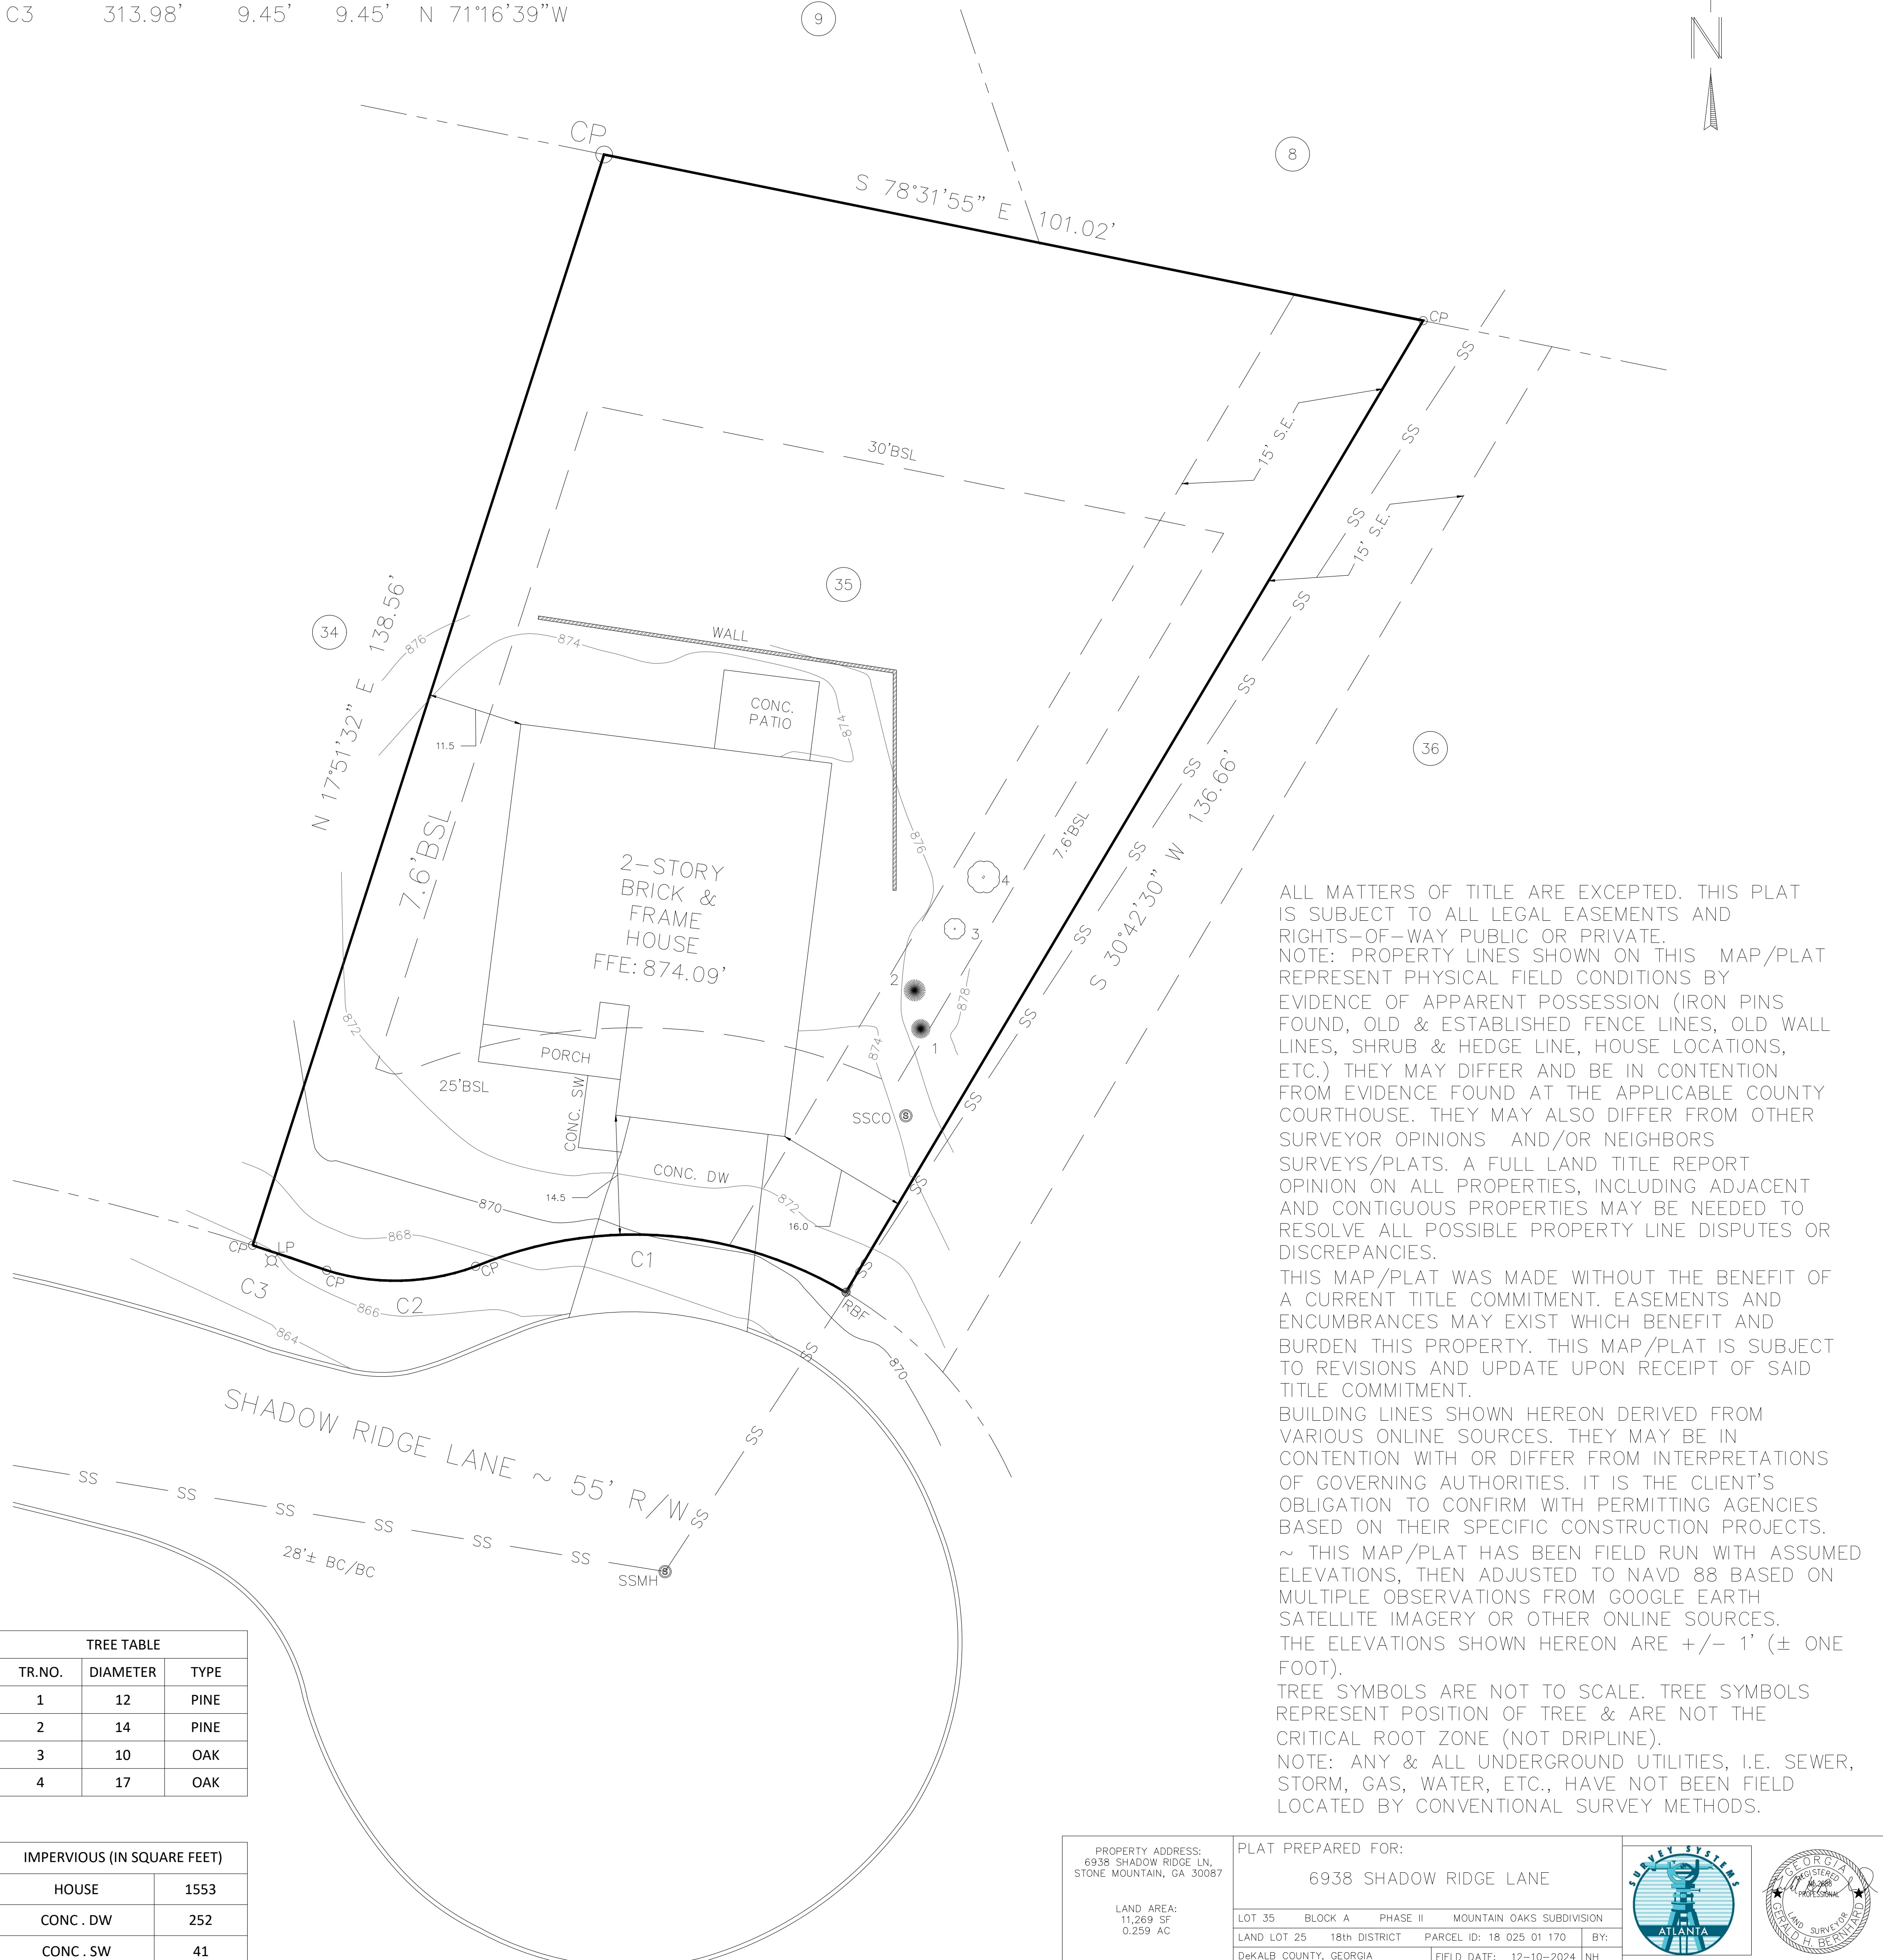 C3 313.98' 9.45' 9.45' N 71°16'39"W
9
N
8
CP
S 78°31'55" E 101.02'
CP
SS
15' S.E.
SS
30'BSL
SS
15' S.E.
35
SS
34
N 17°51'32" E 138.56'
876
874
WALL
SS
CONC.
PATIO
874
11.5
36
SS
S 30°42'30" W 136.66'
7.6'BSL
7.6'BSL
876
SS
2-STORY
BRICK &
FRAME
HOUSE
FFE: 874.09'
4
3
SS
2
878
1
872
SS
874
PORCH
25'BSL
CONC. SW
SSCO S
SS
CONC. DW
SS
14.5
870
872
16.0
868
CP
LP
C1
CP
CP
SS
C3
C2
RBF
866
864
SS
870
SHADOW RIDGE LANE ~ 55' R/W
SS
SS
SS
SS
SS
SS
SS
SS
SS
28'± BC/BC
SSMH S
ALL MATTERS OF TITLE ARE EXCEPTED. THIS PLAT
IS SUBJECT TO ALL LEGAL EASEMENTS AND
RIGHTS-OF-WAY PUBLIC OR PRIVATE.
NOTE: PROPERTY LINES SHOWN ON THIS MAP/PLAT
REPRESENT PHYSICAL FIELD CONDITIONS BY
EVIDENCE OF APPARENT POSSESSION (IRON PINS
FOUND, OLD & ESTABLISHED FENCE LINES, OLD WALL
LINES, SHRUB & HEDGE LINE, HOUSE LOCATIONS,
ETC.) THEY MAY DIFFER AND BE IN CONTENTION
FROM EVIDENCE FOUND AT THE APPLICABLE COUNTY
COURTHOUSE. THEY MAY ALSO DIFFER FROM OTHER
SURVEYOR OPINIONS AND/OR NEIGHBORS
SURVEYS/PLATS. A FULL LAND TITLE REPORT
OPINION ON ALL PROPERTIES, INCLUDING ADJACENT
AND CONTIGUOUS PROPERTIES MAY BE NEEDED TO
RESOLVE ALL POSSIBLE PROPERTY LINE DISPUTES OR
DISCREPANCIES.
THIS MAP/PLAT WAS MADE WITHOUT THE BENEFIT OF
A CURRENT TITLE COMMITMENT. EASEMENTS AND
ENCUMBRANCES MAY EXIST WHICH BENEFIT AND
BURDEN THIS PROPERTY. THIS MAP/PLAT IS SUBJECT
TO REVISIONS AND UPDATE UPON RECEIPT OF SAID
TITLE COMMITMENT.
BUILDING LINES SHOWN HEREON DERIVED FROM
VARIOUS ONLINE SOURCES. THEY MAY BE IN
CONTENTION WITH OR DIFFER FROM INTERPRETATIONS
OF GOVERNING AUTHORITIES. IT IS THE CLIENT'S
OBLIGATION TO CONFIRM WITH PERMITTING AGENCIES
BASED ON THEIR SPECIFIC CONSTRUCTION PROJECTS.
~ THIS MAP/PLAT HAS BEEN FIELD RUN WITH ASSUMED
ELEVATIONS, THEN ADJUSTED TO NAVD 88 BASED ON
MULTIPLE OBSERVATIONS FROM GOOGLE EARTH
SATELLITE IMAGERY OR OTHER ONLINE SOURCES.
THE ELEVATIONS SHOWN HEREON ARE +/- 1' (± ONE
FOOT).
TREE SYMBOLS ARE NOT TO SCALE. TREE SYMBOLS
REPRESENT POSITION OF TREE & ARE NOT THE
CRITICAL ROOT ZONE (NOT DRIPLINE).
NOTE: ANY & ALL UNDERGROUND UTILITIES, I.E. SEWER,
STORM, GAS, WATER, ETC., HAVE NOT BEEN FIELD
LOCATED BY CONVENTIONAL SURVEY METHODS.
TREE TABLE
TR.NO. DIAMETER TYPE
1 12 PINE
2 14 PINE
3 10 OAK
4 17 OAK
IMPERVIOUS (IN SQUARE FEET)
HOUSE 1553
CONC . DW 252
CONC . SW 41
PROPERTY ADDRESS:
6938 SHADOW RIDGE LN,
STONE MOUNTAIN, GA 30087
LAND AREA:
11,269 SF
0.259 AC
PLAT PREPARED FOR:
6938 SHADOW RIDGE LANE
LOT 35 BLOCK A PHASE II MOUNTAIN OAKS SUBDIVISION
LAND LOT 25 18th DISTRICT PARCEL ID: 18 025 01 170 BY:
DeKALB COUNTY, GEORGIA FIELD DATE: 12-10-2024 NH
SURVEY SYSTEMS
ATLANTA
GEORGIA
REGISTERED
PROFESSIONAL
LAND SURVEYOR
GERALD H. BERNHARD